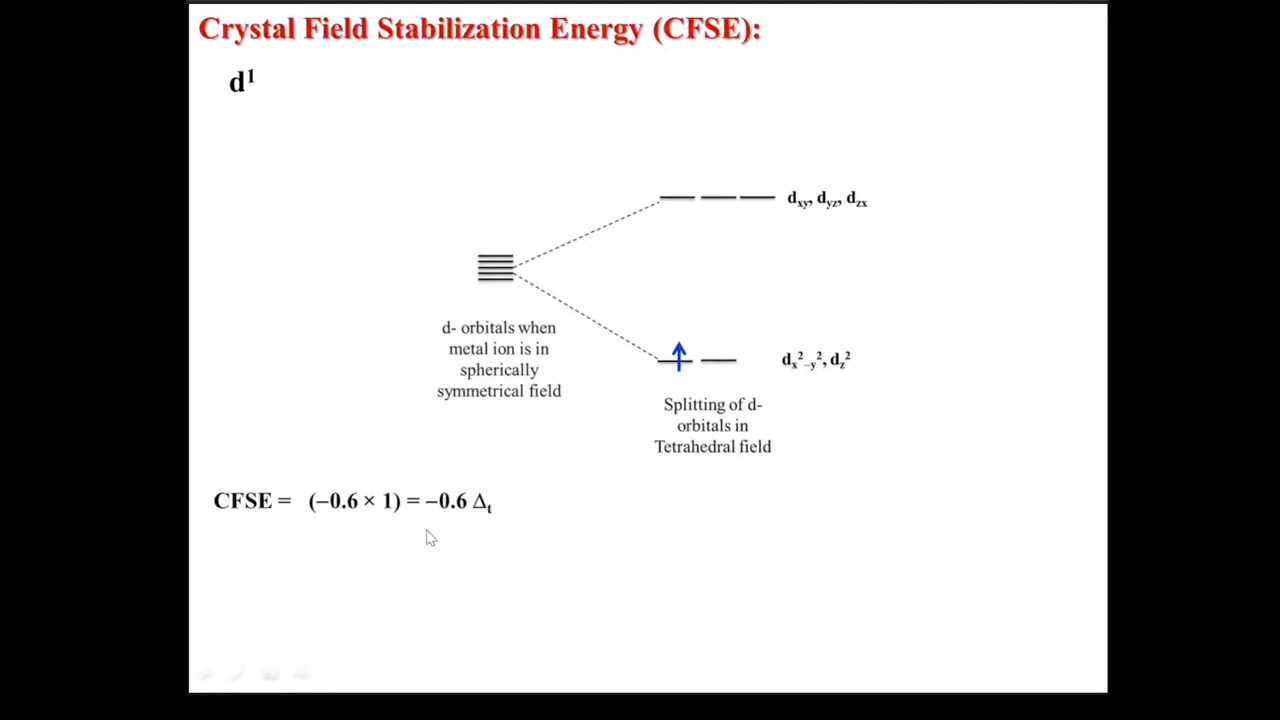 Crystal Field Stabilization Energy (CFSE):
d¹
dxy, dyz, dzx
d- orbitals when
metal ion is in
spherically
symmetrical field
dx²–y², dz²
Splitting of d-
orbitals in
Tetrahedral field
CFSE = (–0.6 × 1) = –0.6 Δt